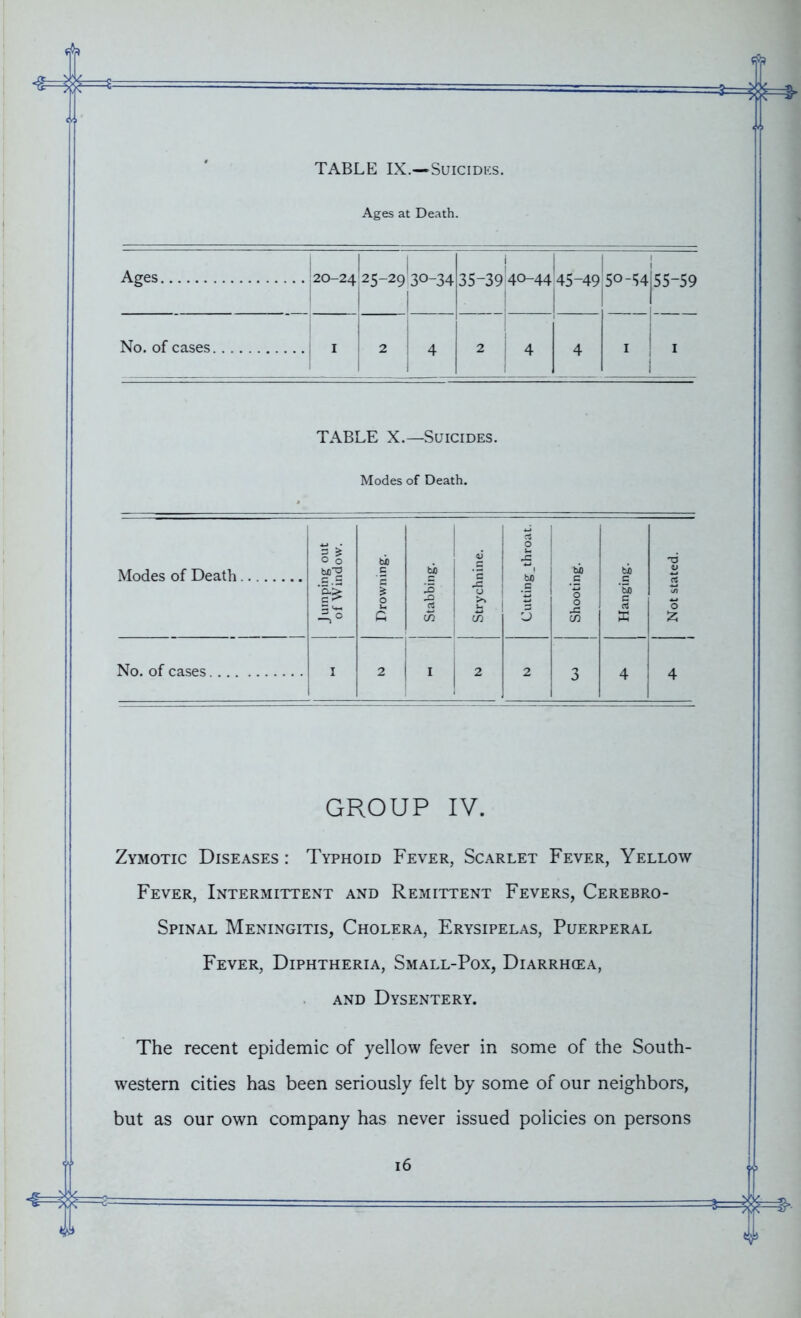 TABLE IX.—Suicides.
Ages at Death.
Ages.................. 20-24 25-29 30-34 35-39 40-44 45-49 50-54 55-59
No. of cases............ 1 2 4 2 4 4 1 1
TABLE X.—Suicides.
Modes of Death.
Modes of Death........ Jumping out of Window. Drowning. Stabbing. Strychnine. Cutting throat. Shooting. Hanging. Not stated.
No. of cases............ 1 2 1 2 2 3 4 4
GROUP IV.
Zymotic Diseases : Typhoid Fever, Scarlet Fever, Yellow
Fever, Intermittent and Remittent Fevers, Cerebro-
Spinal Meningitis, Cholera, Erysipelas, Puerperal
Fever, Diphtheria, Small-Pox, Diarrhœa,
and Dysentery.
The recent epidemic of yellow fever in some of the South-
western cities has been seriously felt by some of our neighbors,
but as our own company has never issued policies on persons
16